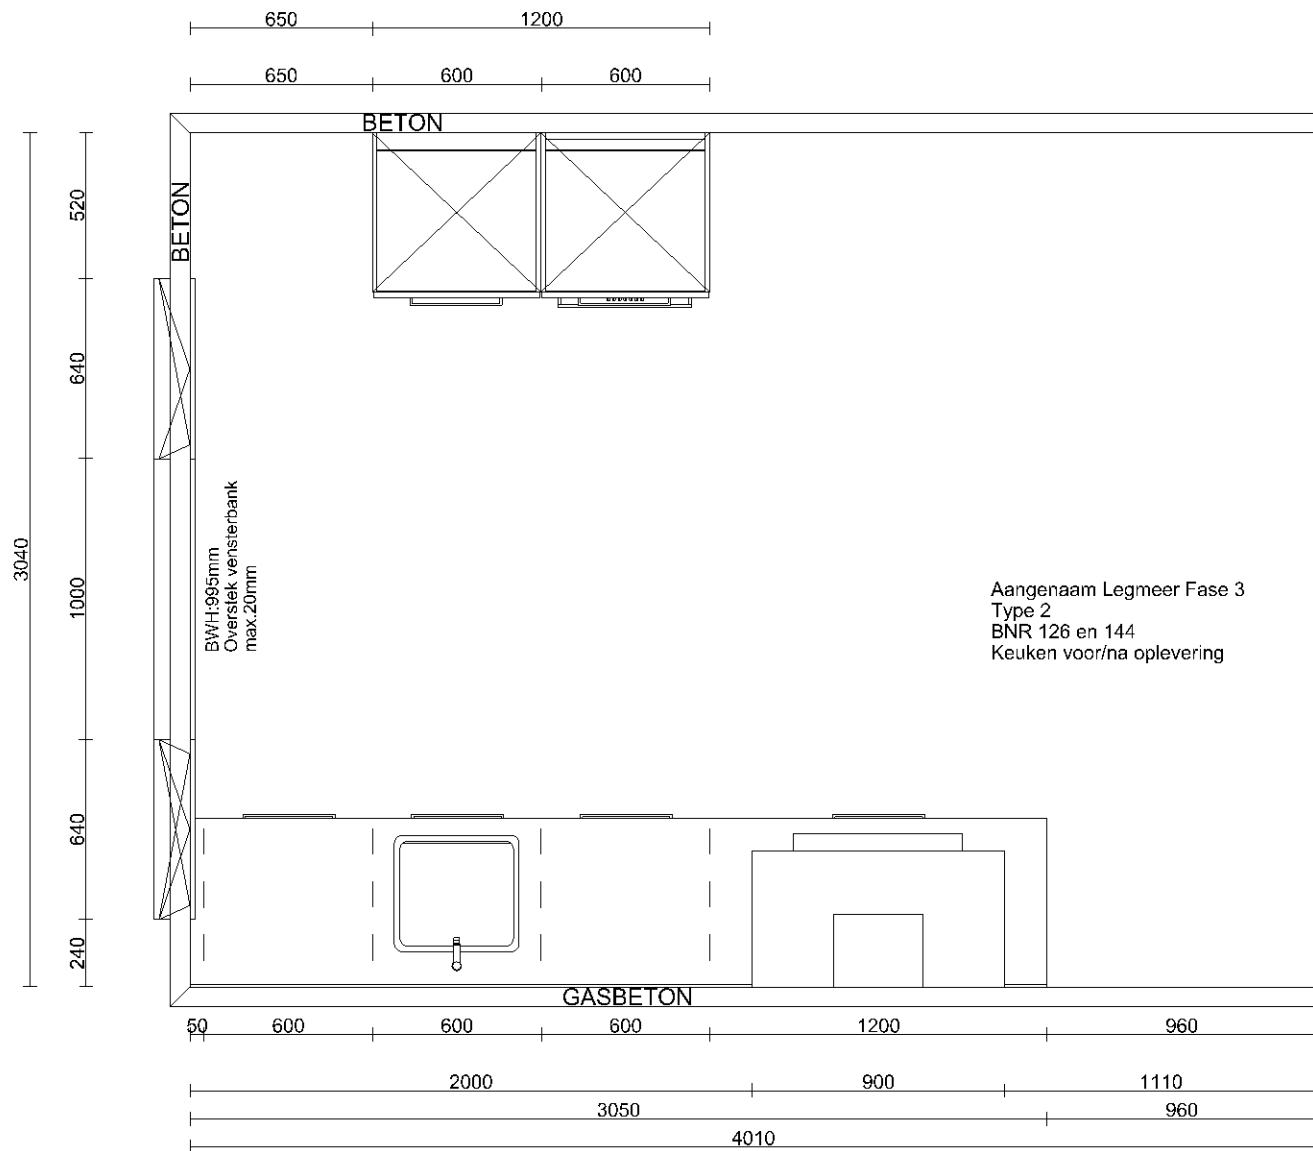 650
1200
650
600
600
BETON
BETON
520
640
3040
1000
640
240
BWH:995mm
Overstek vensterbank
max.20mm
Aangenaam Legmeer Fase 3
Type 2
BNR 126 en 144
Keuken voor/na oplevering
GASBETON
50
600
600
600
1200
960
2000
900
1110
3050
960
4010